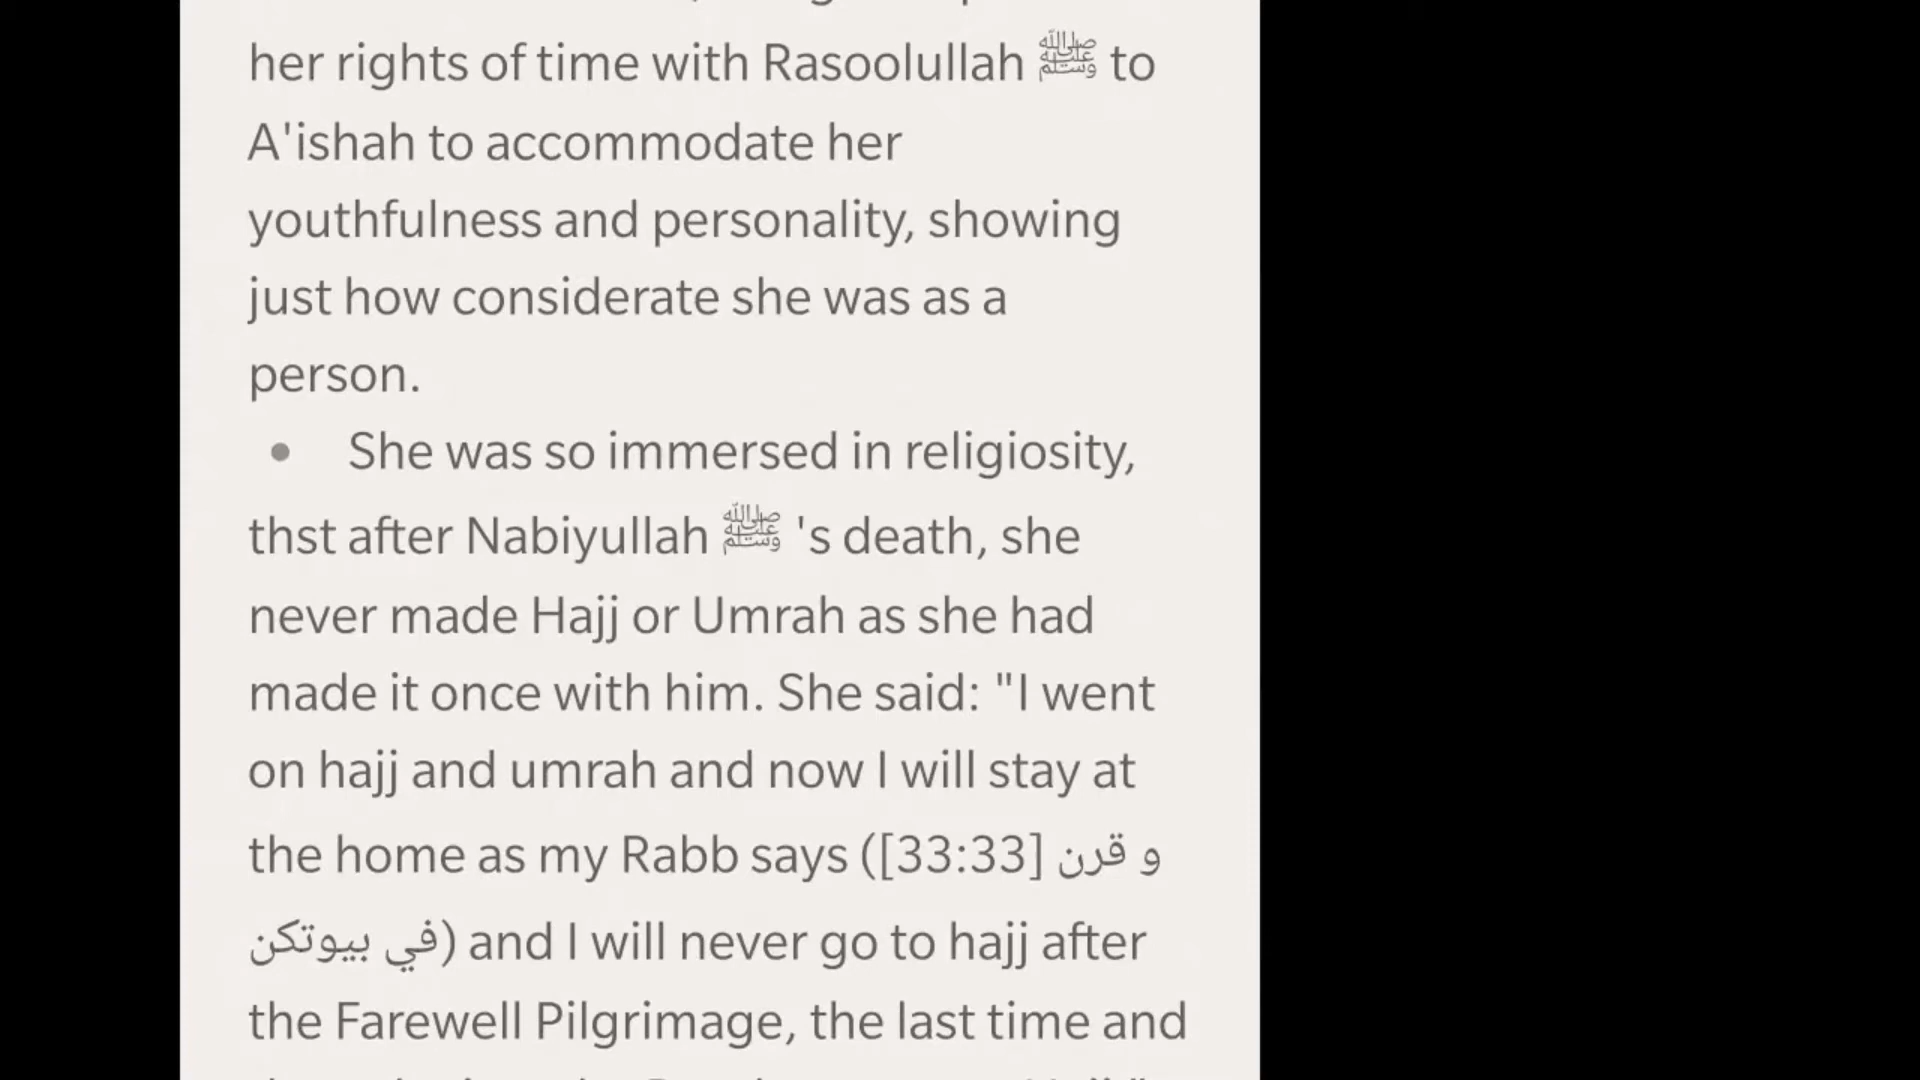 her rights of time with Rasoolullah ﷺ to
A'ishah to accommodate her
youthfulness and personality, showing
just how considerate she was as a
person.
• She was so immersed in religiosity,
thst after Nabiyullah ﷺ 's death, she
never made Hajj or Umrah as she had
made it once with him. She said: "I went
on hajj and umrah and now I will stay at
the home as my Rabb says ([33:33] و قرن
في بيوتكن) and I will never go to hajj after
the Farewell Pilgrimage, the last time and